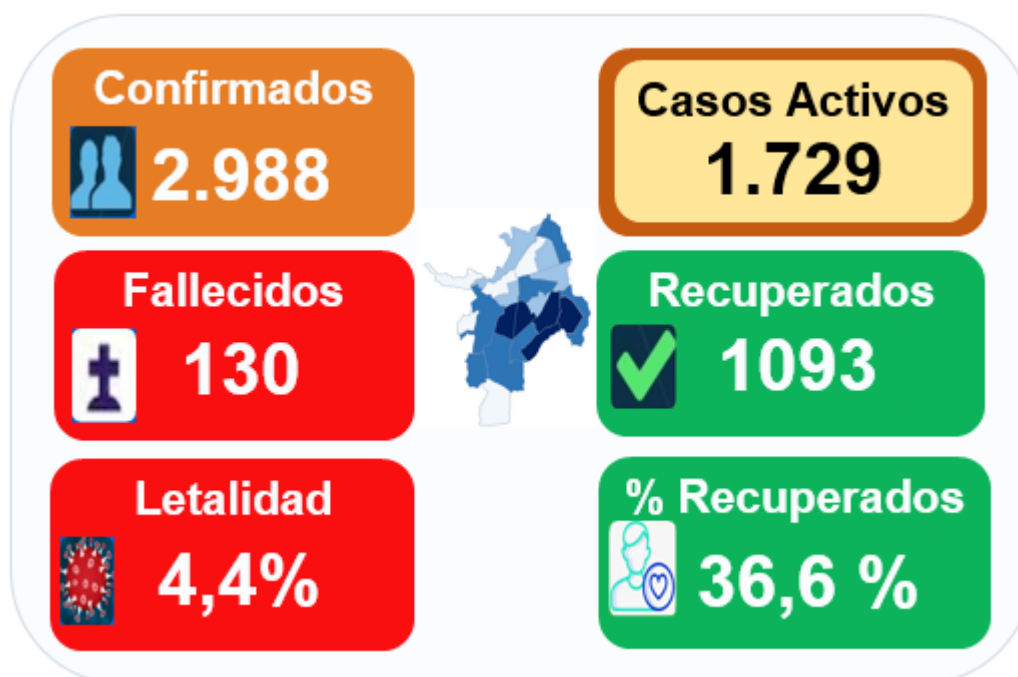 Confirmados
2.988
Casos Activos
1.729
Fallecidos
130
Recuperados
1093
Letalidad
4,4%
% Recuperados
36,6 %